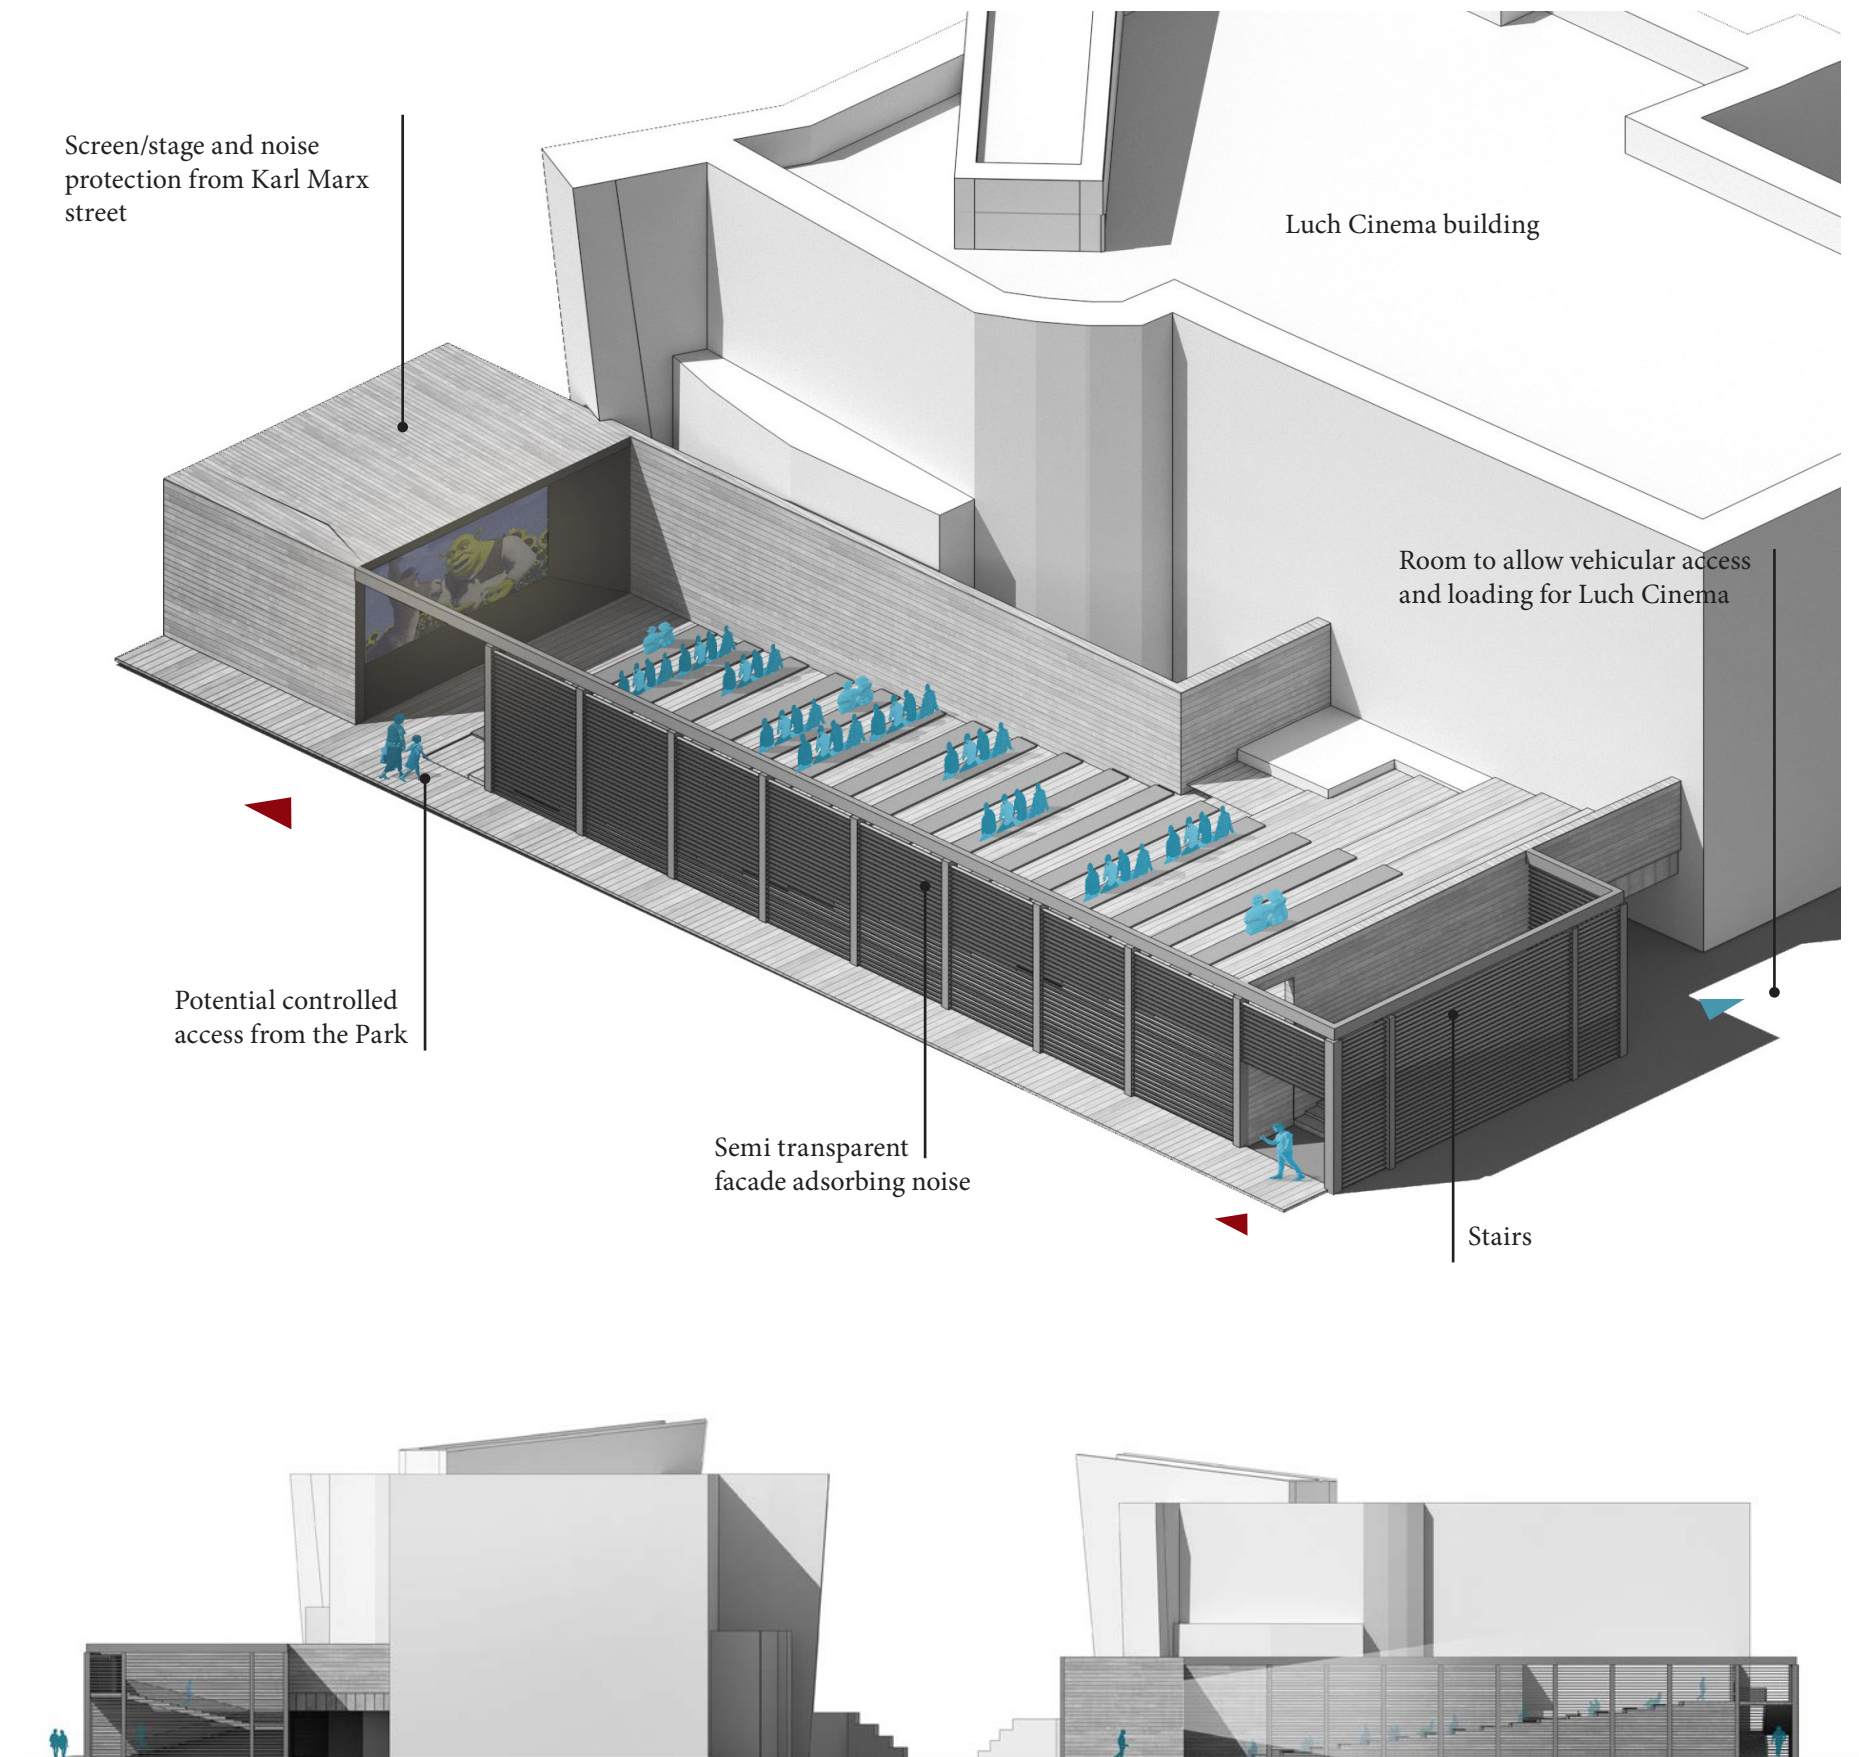 Screen/stage and noise
protection from Karl Marx
street
Luch Cinema building
Room to allow vehicular access
and loading for Luch Cinema
Potential controlled
access from the Park
Semi transparent
facade adsorbing noise
Stairs